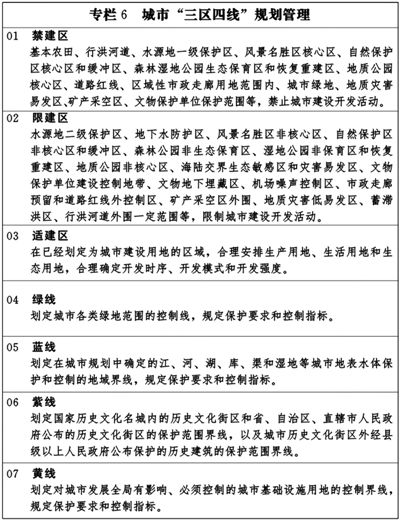 专栏6 城市“三区四线”规划管理
01 禁建区
基本农田、行洪河道、水源地一级保护区、风景名胜区核心区、自然保护
区核心区和缓冲区、森林湿地公园生态保育区和恢复重建区、地质公园
核心区、道路红线、区域性市政走廊用地范围内、城市绿地、地质灾害
易发区、矿产采空区、文物保护单位保护范围等，禁止城市建设开发活动。
02 限建区
水源地二级保护区、地下水防护区、风景名胜区非核心区、自然保护区
非核心区和缓冲区、森林公园非生态保育区、湿地公园非保育区和恢复
重建区、地质公园非核心区、海陆交界生态敏感区和灾害易发区、文物
保护单位建设控制地带、文物地下埋藏区、机场噪声控制区、市政走廊
预留和道路红线外控制区、矿产采空区外围、地质灾害低易发区、蓄滞
洪区、行洪河道外围一定范围等，限制城市建设开发活动。
03 适建区
在已经划定为城市建设用地的区域，合理安排生产用地、生活用地和生
态用地，合理确定开发时序、开发模式和开发强度。
04 绿线
划定城市各类绿地范围的控制线，规定保护要求和控制指标。
05 蓝线
划定在城市规划中确定的江、河、湖、库、渠和湿地等城市地表水体保
护和控制的地域界线，规定保护要求和控制指标。
06 紫线
划定国家历史文化名城内的历史文化街区和省、自治区、直辖市人民政
府公布的历史文化街区的保护范围界线，以及城市历史文化街区外经县
级以上人民政府公布保护的历史建筑的保护范围界线。
07 黄线
划定对城市发展全局有影响、必须控制的城市基础设施用地的控制界线，
规定保护要求和控制指标。